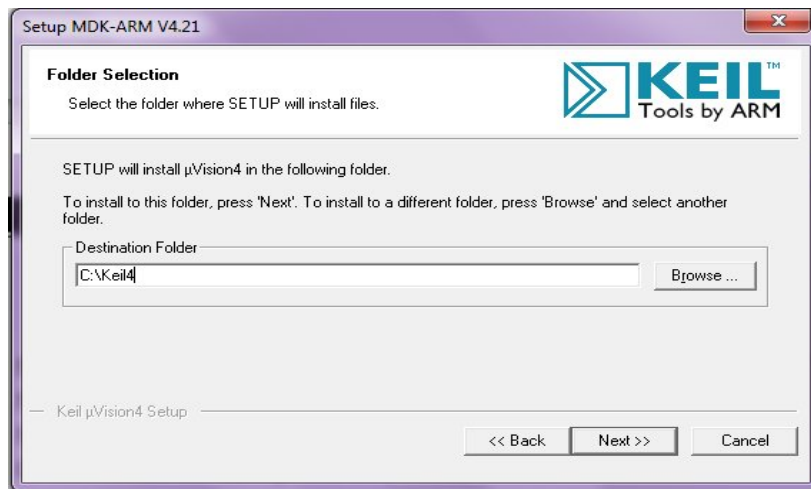 Setup MDK-ARM V4.21
Folder Selection
Select the folder where SETUP will install files.
KEIL™
Tools by ARM
SETUP will install µVision4 in the following folder.
To install to this folder, press 'Next'. To install to a different folder, press 'Browse' and select another
folder.
Destination Folder
C:\Keil4
Browse ...
Keil µVision4 Setup
<< Back
Next >>
Cancel